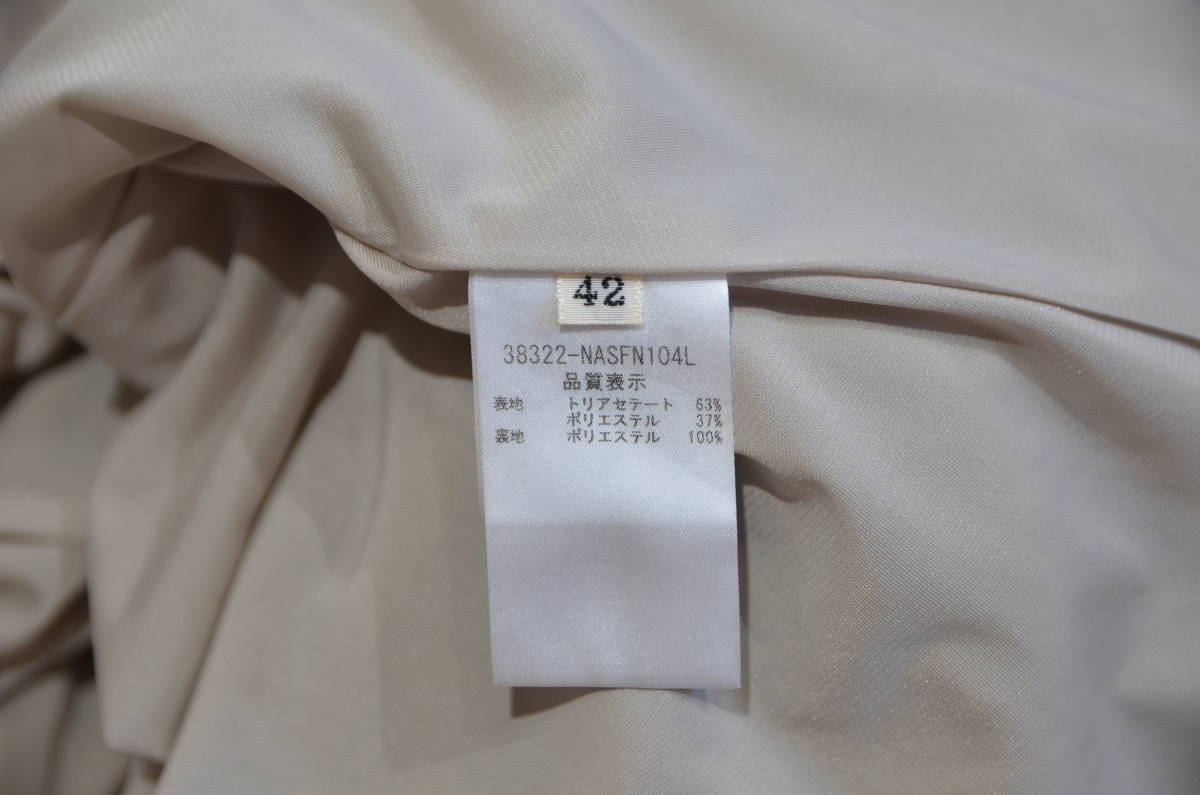 42
38322-NASFN104L
品質表示
表地 トリアセテート 63%
ポリエステル 37%
裏地 ポリエステル 100%